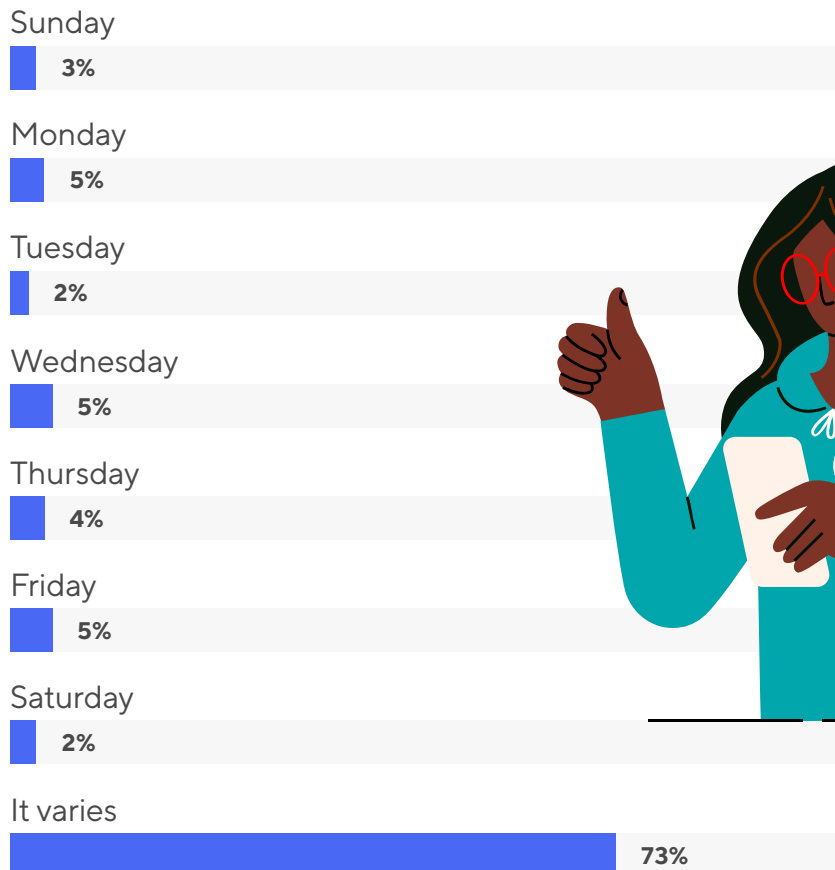 Sunday
3%
Monday
5%
Tuesday
2%
Wednesday
5%
Thursday
4%
Friday
5%
Saturday
2%
It varies
73%